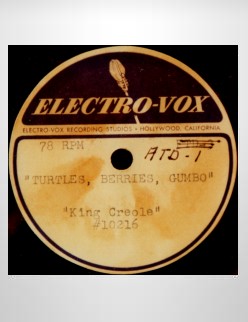 ELECTRO-VOX
ELECTRO-VOX RECORDING STUDIOS • HOLLYWOOD, CALIFORNIA
78 RPM
ATD-1
"TURTLES, BERRIES, GUMBO"
"King Creole"
#10216